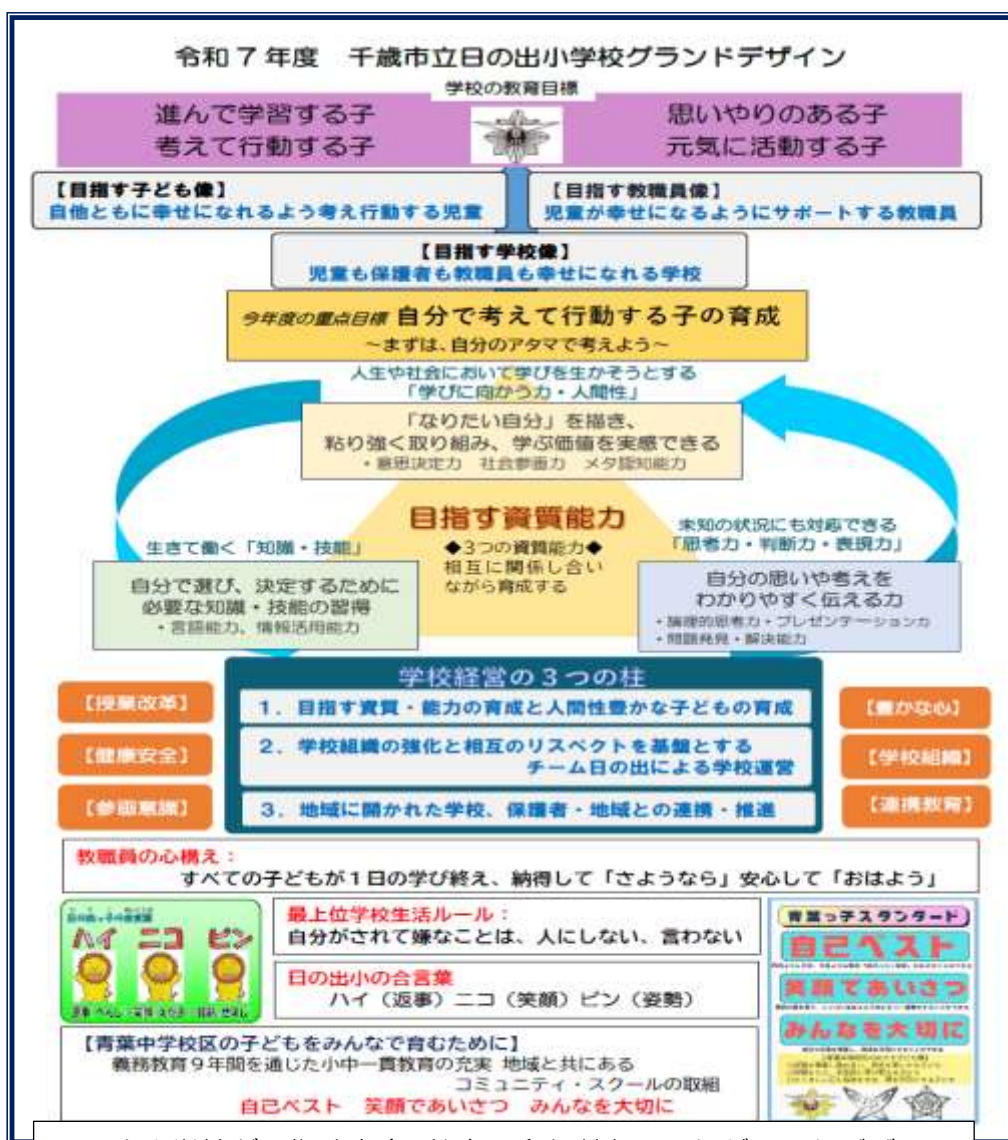 令和7年度　千歳市立日の出小学校グランドデザイン
学校の教育目標
進んで学習する子
考えて行動する子
思いやりのある子
元気に活動する子
【目指す子ども像】
自他ともに幸せになれるよう考え行動する児童
【目指す教職員像】
児童が幸せになるようにサポートする教職員
【目指す学校像】
児童も保護者も教職員も幸せになれる学校
今年度の重点目標 自分で考えて行動する子の育成
～まずは、自分のアタマで考えよう～
人生や社会において学びを生かそうとする
「学びに向かう力・人間性」
「なりたい自分」を描き、
粘り強く取り組み、学ぶ価値を実感できる
・意思決定力　社会参画力　メタ認知能力
目指す資質能力
◆3つの資質能力◆
相互に関係し合い
ながら育成する
生きて働く「知識・技能」
自分で選び、決定するために
必要な知識・技能の習得
・言語能力、情報活用能力
未知の状況にも対応できる
「思考力・判断力・表現力」
自分の思いや考えを
わかりやすく伝える力
・論理的思考力・プレゼンテーション力
・問題発見・解決能力
学校経営の3つの柱
1．目指す資質・能力の育成と人間性豊かな子どもの育成
2．学校組織の強化と相互のリスペクトを基盤とする
チーム日の出による学校運営
3．地域に開かれた学校、保護者・地域との連携・推進
【授業改革】
【健康安全】
【参画意識】
【豊かな心】
【学校組織】
【連携教育】
教職員の心構え：
すべての子どもが1日の学び終え、納得して「さようなら」安心して「おはよう」
ハイ ニコ ピン
最上位学校生活ルール：
自分がされて嫌なことは、人にしない、言わない
日の出小の合言葉
ハイ（返事）ニコ（笑顔）ピン（姿勢）
青葉っ子スタンダード
自己ベスト
笑顔であいさつ
みんなを大切に
【青葉中学校区の子どもをみんなで育むために】
義務教育9年間を通じた小中一貫教育の充実 地域と共にある
コミュニティ・スクールの取組
自己ベスト　笑顔であいさつ　みんなを大切に